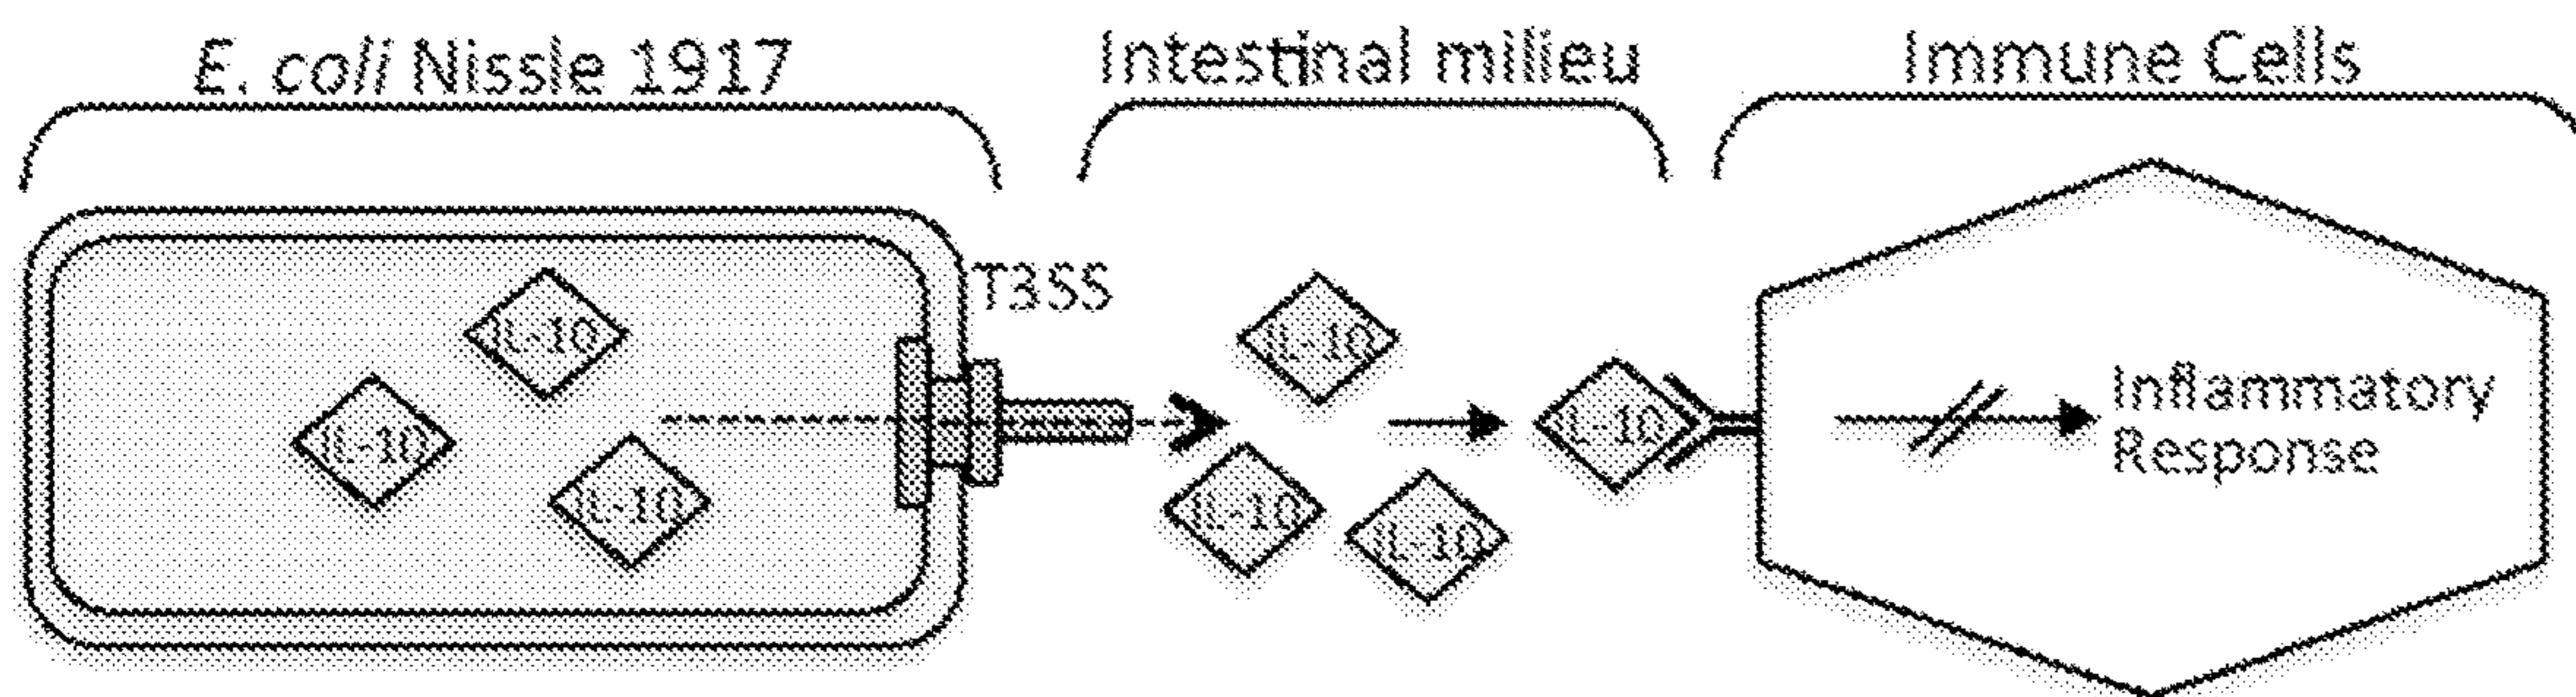 E. coli Nissle 1917
Intestinal milieu
Immune Cells
T3SS
IL-10
IL-10
IL-10
IL-10
IL-10
IL-10
IL-10
Inflammatory
Response